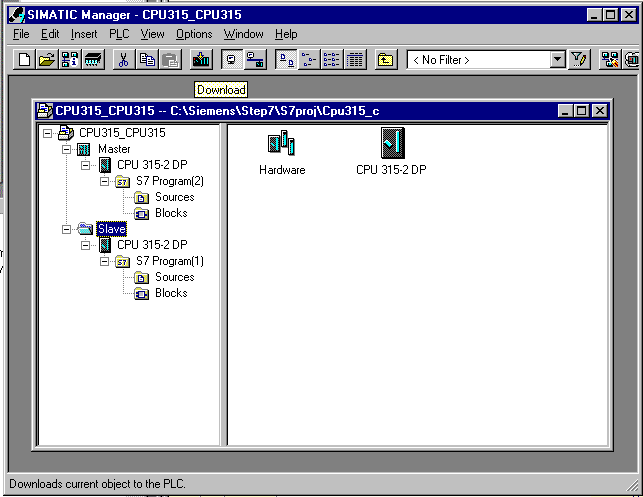 SIMATIC Manager - CPU315_CPU315
File Edit Insert PLC View Options Window Help
< No Filter >
Download
CPU315_CPU315 -- C:\Siemens\Step7\S7proj\Cpu315_c
CPU315_CPU315
Master
CPU 315-2 DP
S7 Program(2)
Sources
Blocks
Slave
CPU 315-2 DP
S7 Program(1)
Sources
Blocks
Hardware
CPU 315-2 DP
Downloads current object to the PLC.